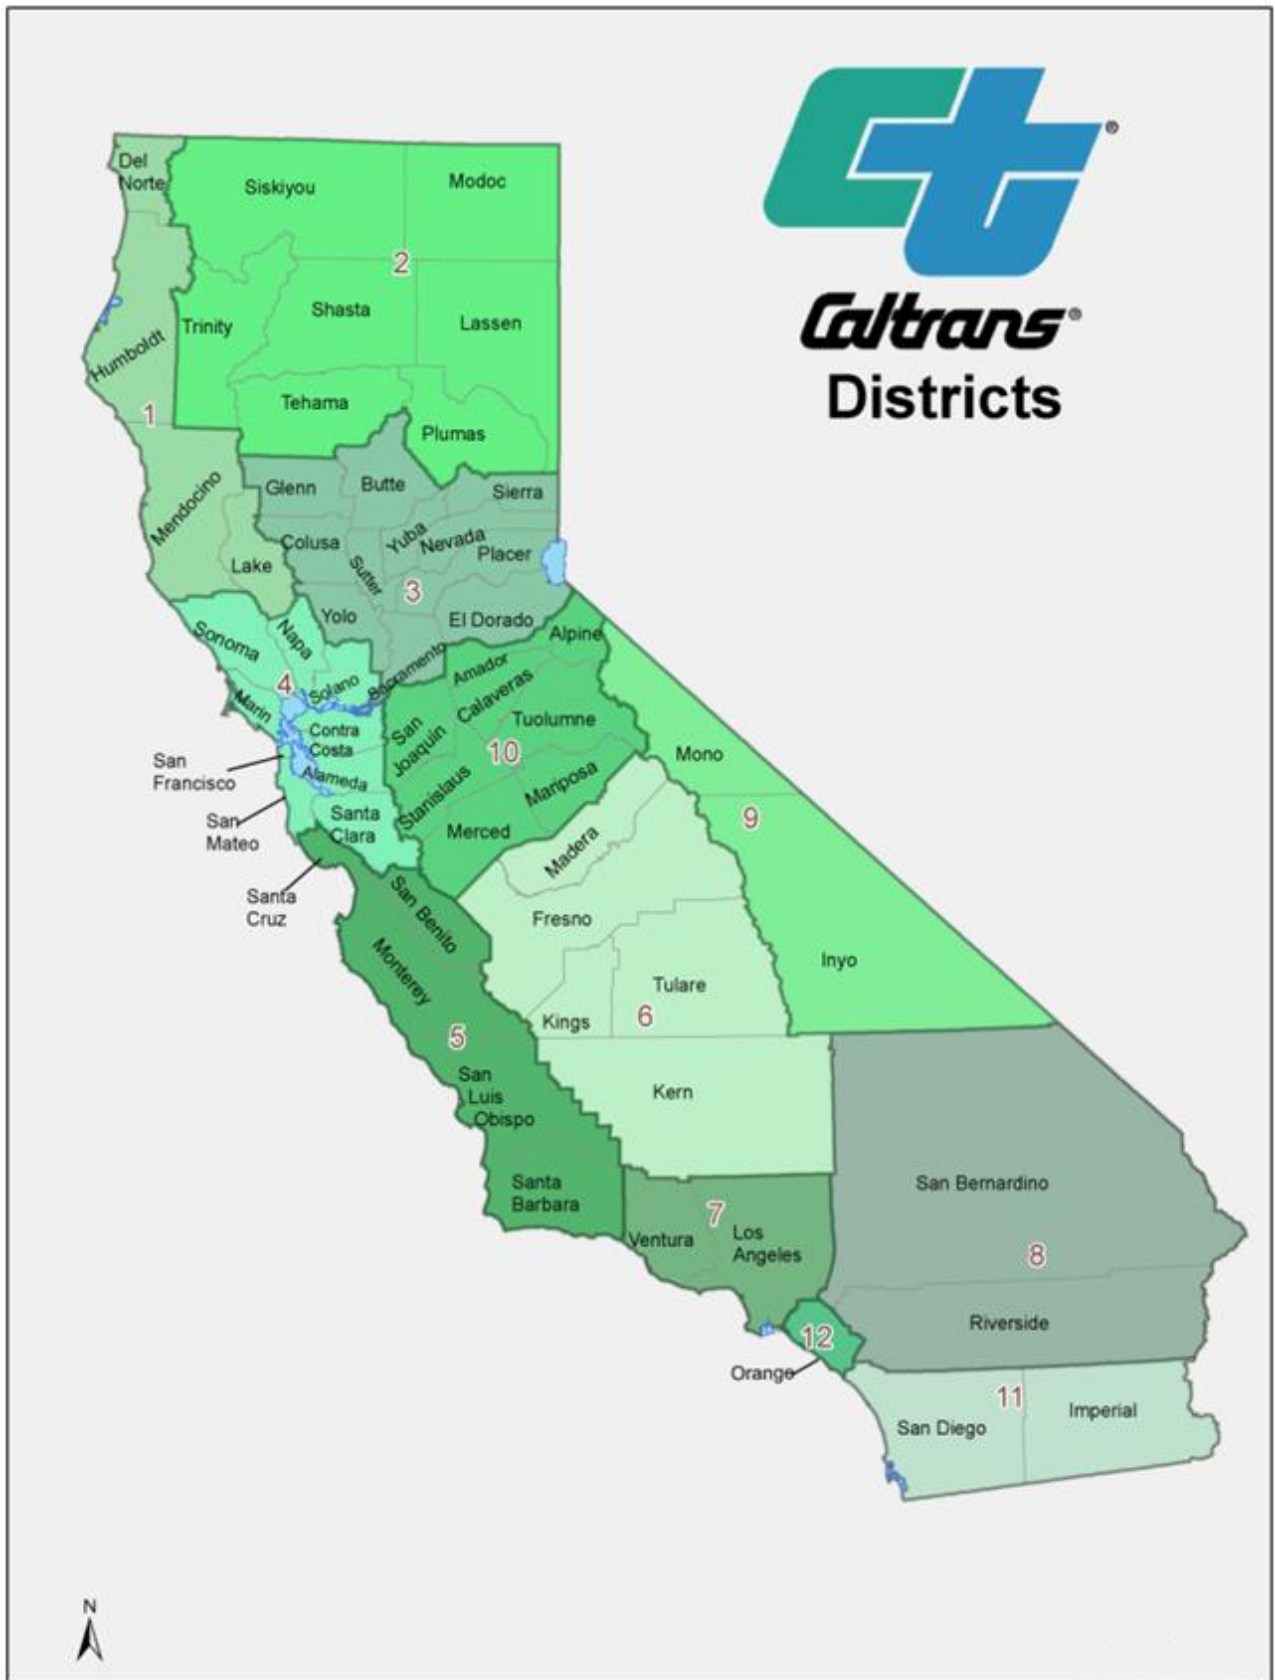 ®
Caltrans®
Districts
Del
Norte
Siskiyou
Modoc
2
Trinity
Shasta
Lassen
Humboldt
1
Tehama
Plumas
Mendocino
Glenn
Butte
Sierra
Colusa
Yuba
Nevada
Placer
Lake
Sutter
3
Yolo
El Dorado
Sonoma
Napa
Alpine
4
Solano
Sacramento
Amador
Calaveras
Marin
Contra
Costa
San
Joaquin
Tuolumne
10
Mono
San
Francisco
Alameda
Stanislaus
Mariposa
9
San
Mateo
Santa
Clara
Merced
Madera
Santa
Cruz
San Benito
Fresno
Monterey
Inyo
Tulare
Kings
6
5
San
Luis
Obispo
Kern
Santa
Barbara
San Bernardino
7
Ventura
Los
Angeles
8
Riverside
12
Orange
11
San Diego
Imperial
N